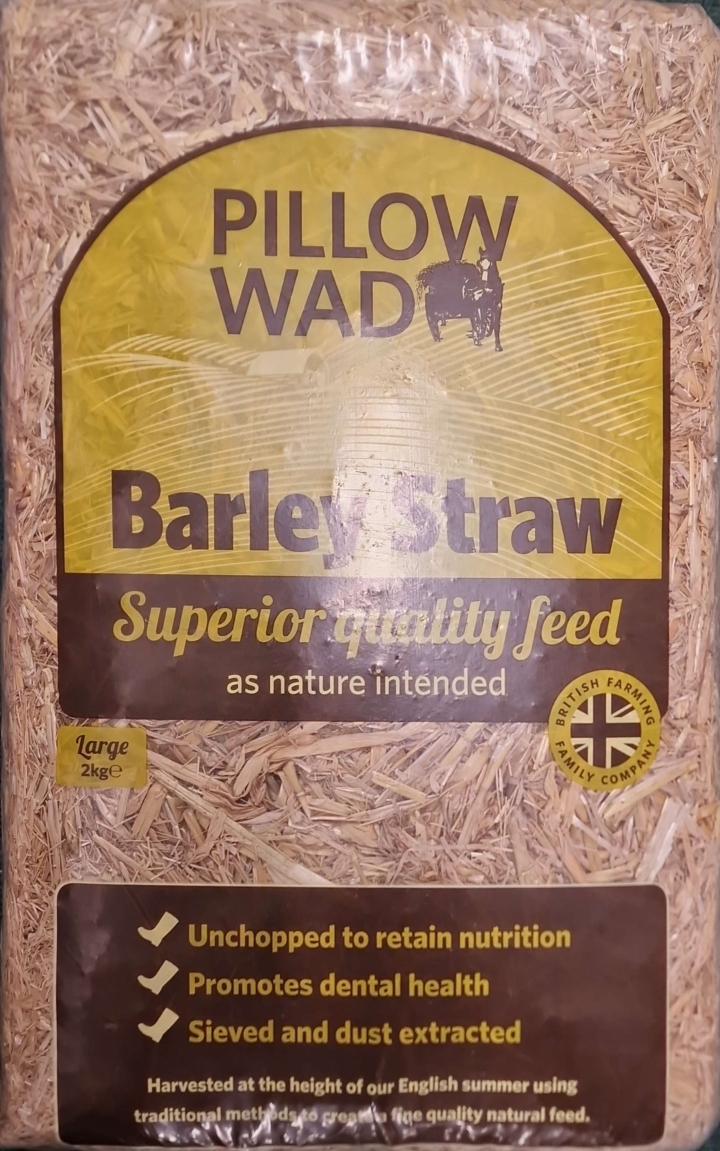 PILLOW
WAD
Barley Straw
Superior quality feed
as nature intended
BRITISH FARMING
FAMILY COMPANY
Large
2kg℮
Unchopped to retain nutrition
Promotes dental health
Sieved and dust extracted
Harvested at the height of our English summer using
traditional methods to create a fine quality natural feed.